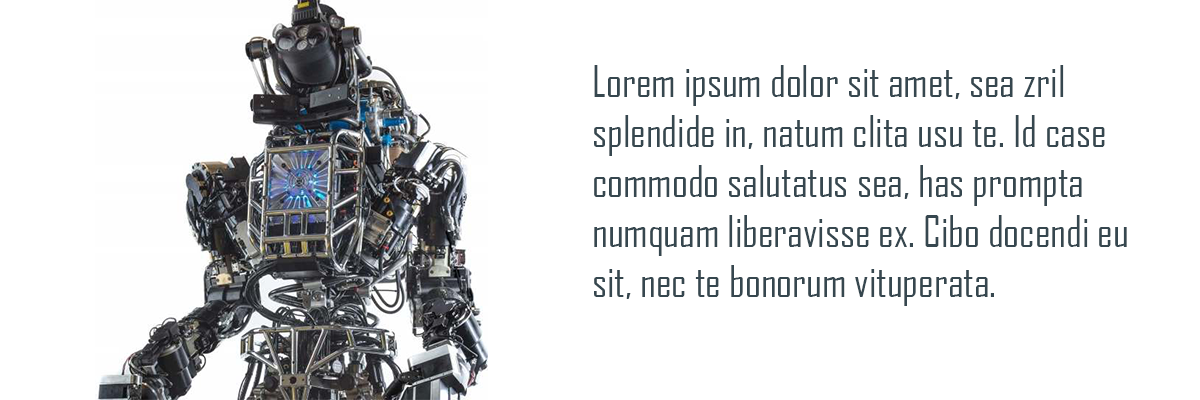 Lorem ipsum dolor sit amet, sea zril
splendide in, natum clita usu te. Id case
commodo salutatus sea, has prompta
numquam liberavisse ex. Cibo docendi eu
sit, nec te bonorum vituperata.